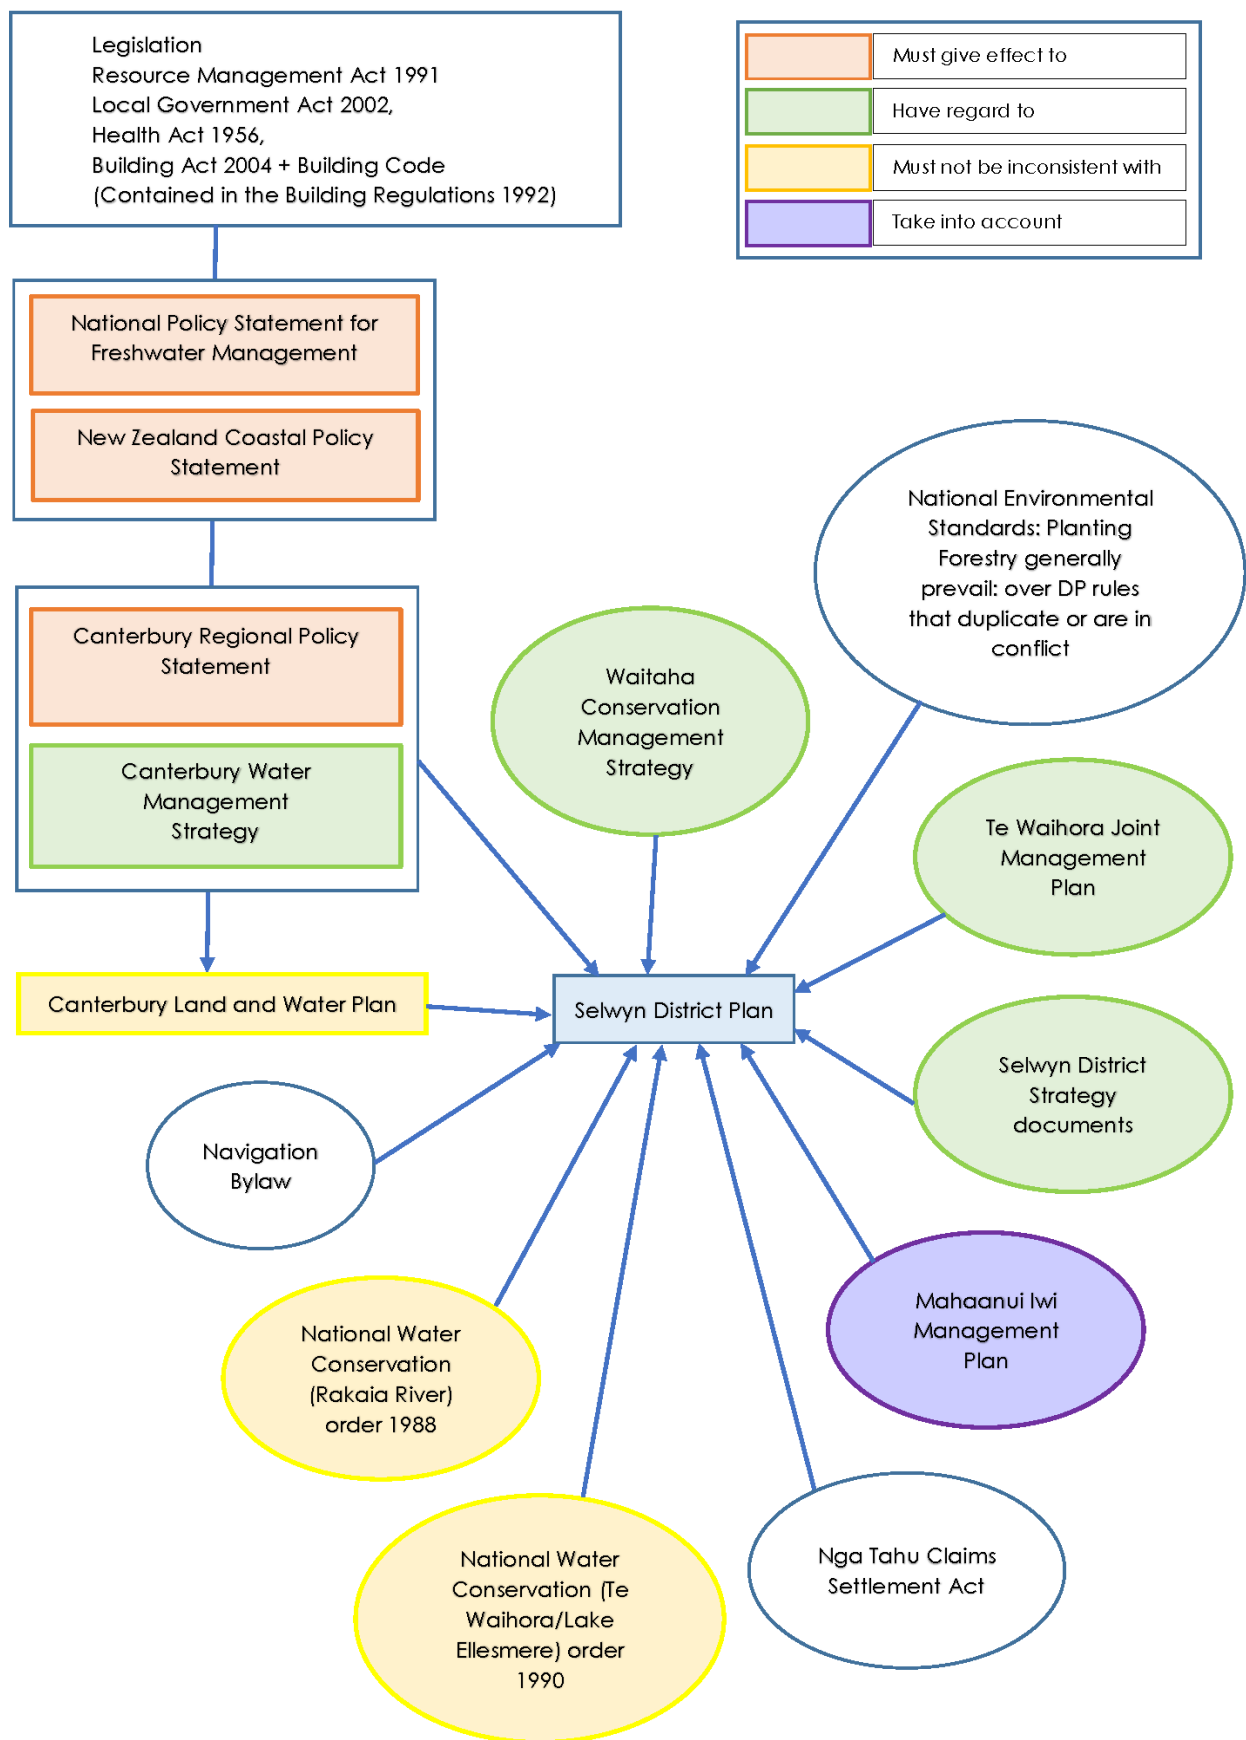 Legislation
Resource Management Act 1991
Local Government Act 2002,
Health Act 1956,
Building Act 2004 + Building Code
(Contained in the Building Regulations 1992)
Must give effect to
Have regard to
Must not be inconsistent with
Take into account
National Policy Statement for
Freshwater Management
New Zealand Coastal Policy
Statement
National Environmental
Standards: Planting
Forestry generally
prevail: over DP rules
that duplicate or are in
conflict
Canterbury Regional Policy
Statement
Waitaha
Conservation
Management
Strategy
Canterbury Water
Management
Strategy
Te Waihora Joint
Management
Plan
Canterbury Land and Water Plan
Selwyn District Plan
Selwyn District
Strategy
documents
Navigation
Bylaw
Mahaanui Iwi
Management
Plan
National Water
Conservation
(Rakaia River)
order 1988
National Water
Conservation (Te
Waihora/Lake
Ellesmere) order
1990
Nga Tahu Claims
Settlement Act